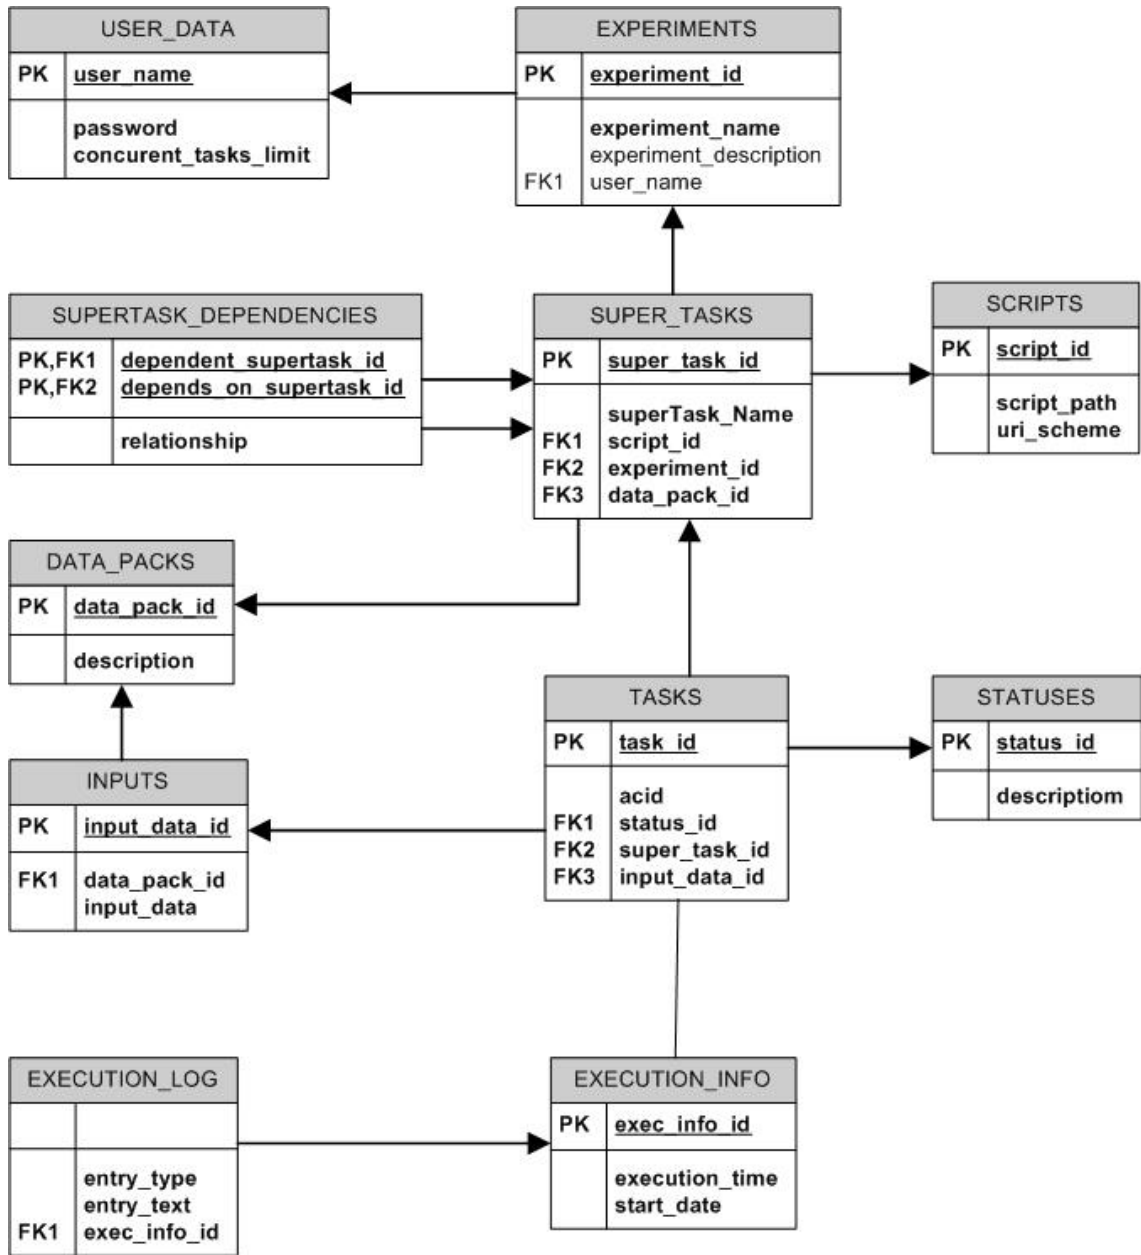 USER_DATA
PK user_name
password
concurent_tasks_limit
EXPERIMENTS
PK experiment_id
experiment_name
experiment_description
FK1 user_name
SUPERTASK_DEPENDENCIES
PK,FK1 dependent_supertask_id
PK,FK2 depends_on_supertask_id
relationship
SUPER_TASKS
PK super_task_id
superTask_Name
FK1 script_id
FK2 experiment_id
FK3 data_pack_id
SCRIPTS
PK script_id
script_path
uri_scheme
DATA_PACKS
PK data_pack_id
description
TASKS
PK task_id
acid
FK1 status_id
FK2 super_task_id
FK3 input_data_id
STATUSES
PK status_id
descriptiom
INPUTS
PK input_data_id
FK1 data_pack_id
input_data
EXECUTION_LOG
entry_type
entry_text
FK1 exec_info_id
EXECUTION_INFO
PK exec_info_id
execution_time
start_date